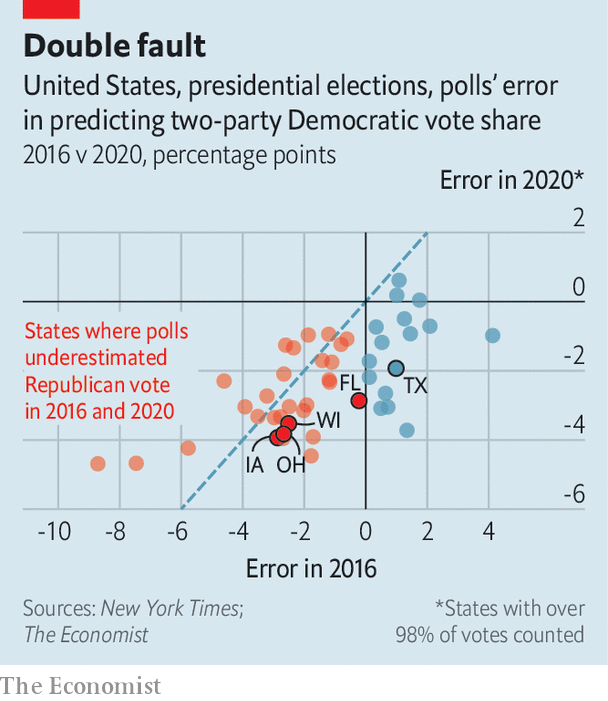 Double fault
United States, presidential elections, polls’ error
in predicting two-party Democratic vote share
2016 v 2020, percentage points
Error in 2020*
2
0
States where polls
underestimated
Republican vote
in 2016 and 2020
-2
FL
TX
WI
-4
IA OH
-6
-10 -8 -6 -4 -2 0 2 4
Error in 2016
Sources: New York Times;
The Economist
*States with over
98% of votes counted
The Economist